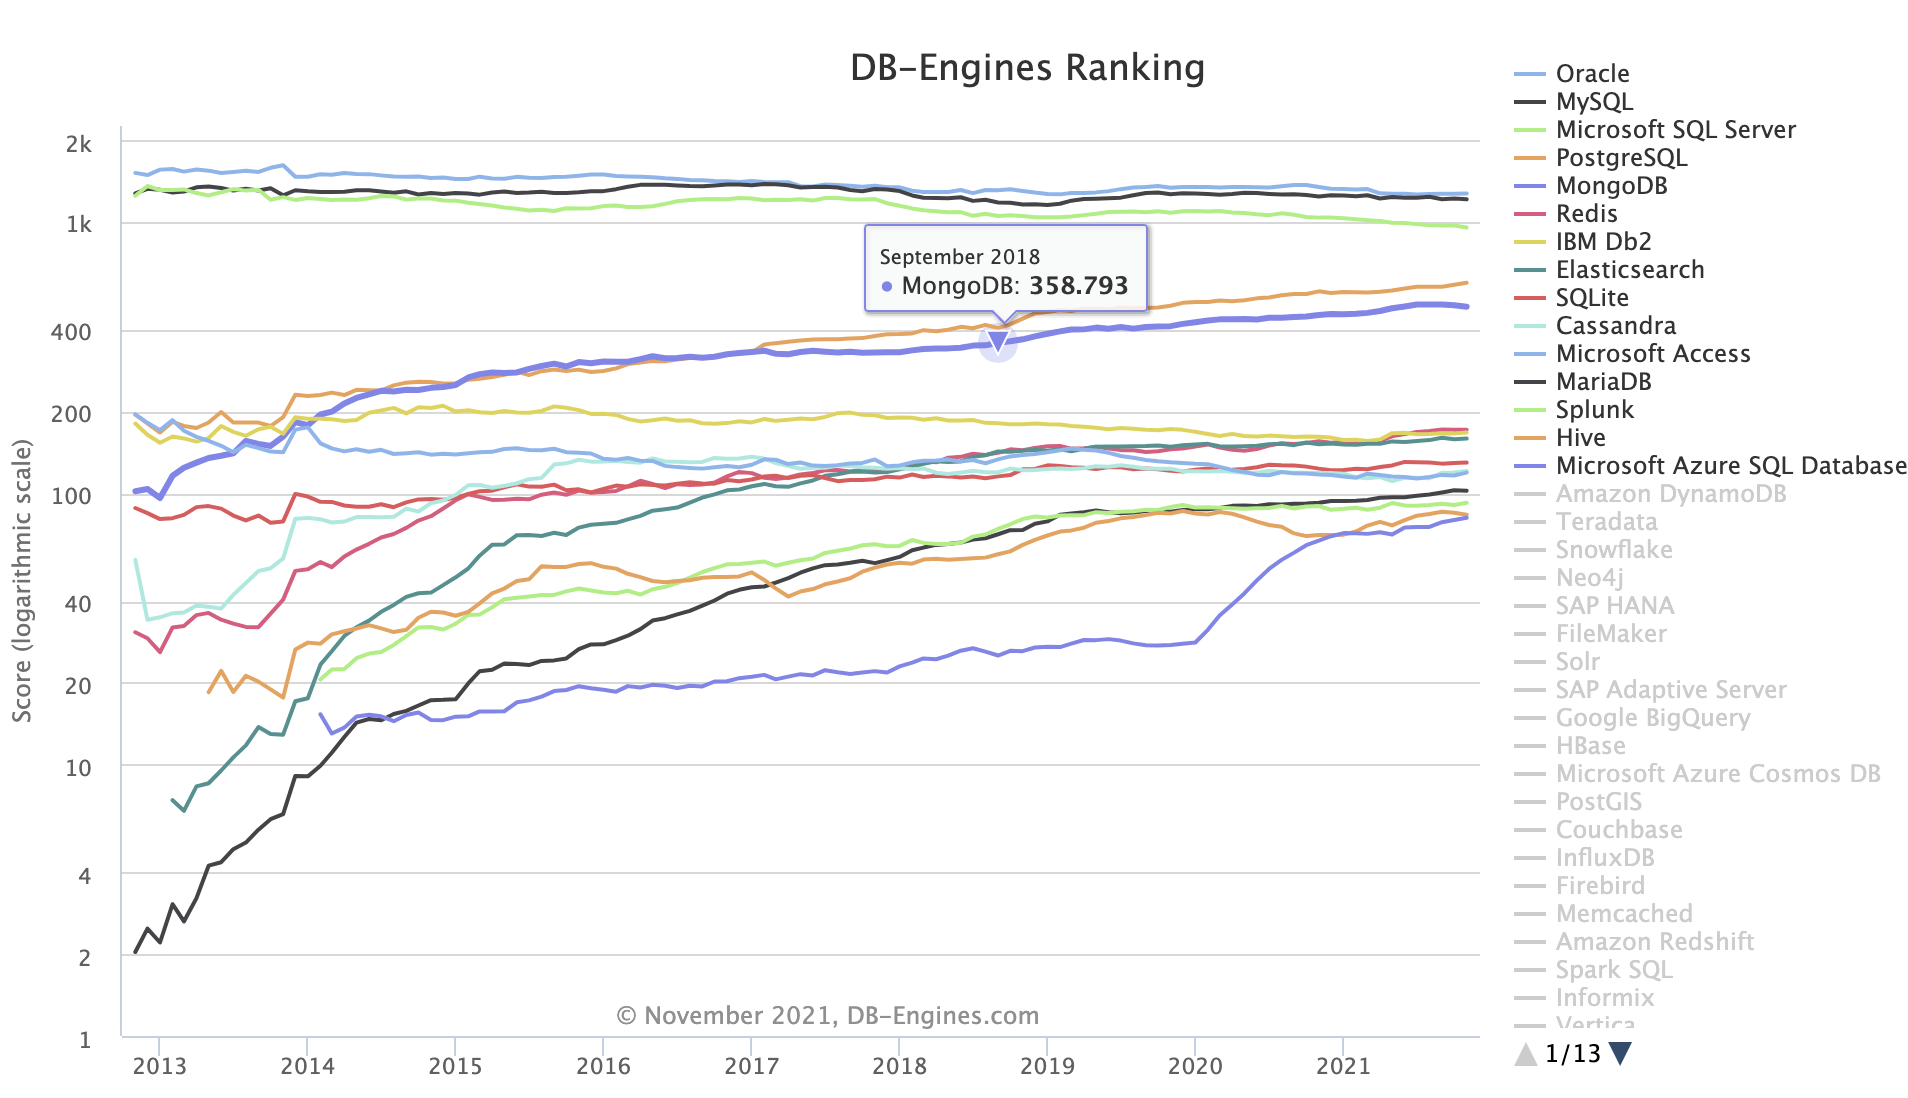 DB-Engines Ranking
Score (logarithmic scale)
2k
1k
400
200
100
40
20
10
4
2
1
September 2018
MongoDB: 358.793
© November 2021, DB-Engines.com
2013
2014
2015
2016
2017
2018
2019
2020
2021
Oracle
MySQL
Microsoft SQL Server
PostgreSQL
MongoDB
Redis
IBM Db2
Elasticsearch
SQLite
Cassandra
Microsoft Access
MariaDB
Splunk
Hive
Microsoft Azure SQL Database
Amazon DynamoDB
Teradata
Snowflake
Neo4j
SAP HANA
FileMaker
Solr
SAP Adaptive Server
Google BigQuery
HBase
Microsoft Azure Cosmos DB
PostGIS
Couchbase
InfluxDB
Firebird
Memcached
Amazon Redshift
Spark SQL
Informix
Vertica
1/13